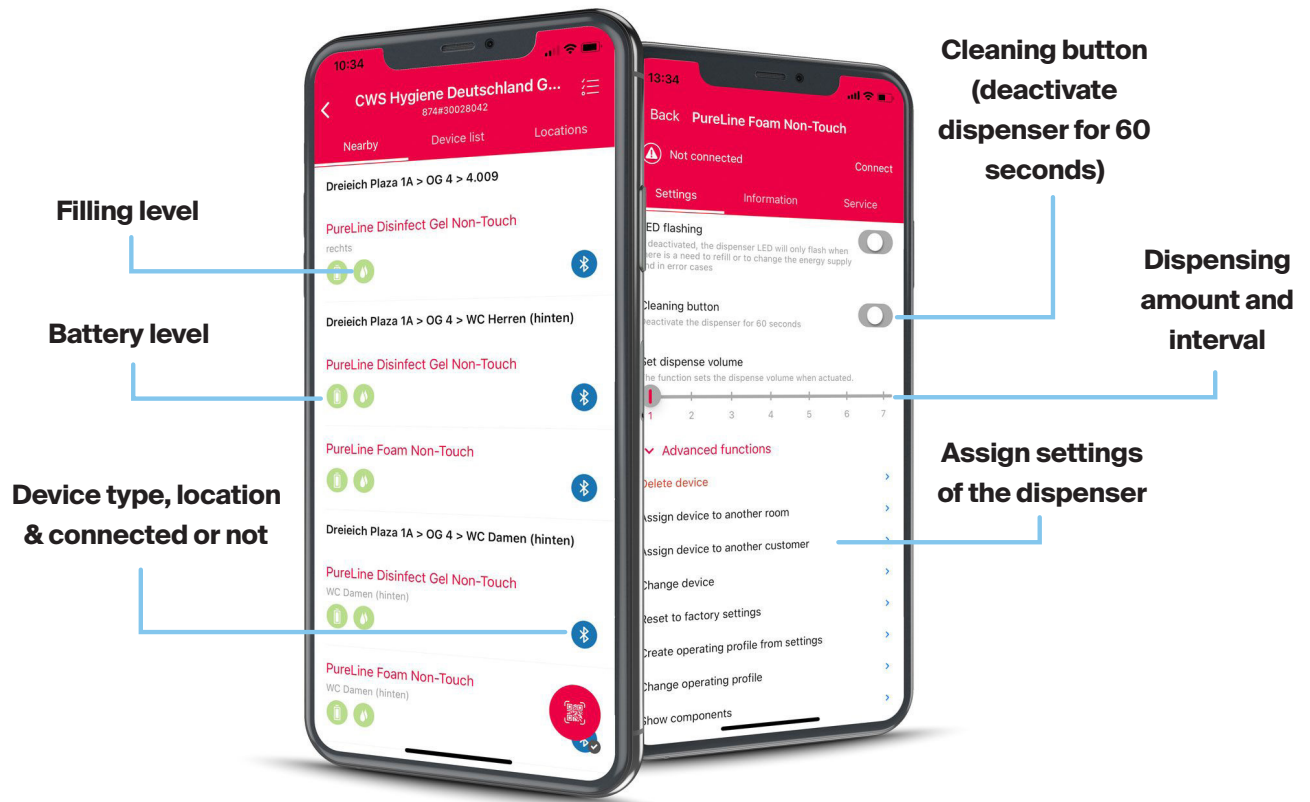 Filling level
Battery level
Device type, location
& connected or not
10:34
CWS Hygiene Deutschland G...
874#30028042
Nearby
Device list
Locations
Dreieich Plaza 1A > OG 4 > 4.009
PureLine Disinfect Gel Non-Touch
rechts
Dreieich Plaza 1A > OG 4 > WC Herren (hinten)
PureLine Disinfect Gel Non-Touch
PureLine Foam Non-Touch
Dreieich Plaza 1A > OG 4 > WC Damen (hinten)
PureLine Disinfect Gel Non-Touch
WC Damen (hinten)
PureLine Foam Non-Touch
WC Damen (hinten)
13:34
Back PureLine Foam Non-Touch
Not connected
Connect
Settings
Information
Service
ED flashing
deactivated, the dispenser LED will only flash when
here is a need to refill or to change the energy supply
nd in error cases
Cleaning button
Deactivate the dispenser for 60 seconds
Set dispense volume
The function sets the dispense volume when actuated.
1 2 3 4 5 6 7
Advanced functions
Delete device
Assign device to another room
Assign device to another customer
Change device
Reset to factory settings
Create operating profile from settings
Change operating profile
Show components
Cleaning button
(deactivate
dispenser for 60
seconds)
Dispensing
amount and
interval
Assign settings
of the dispenser